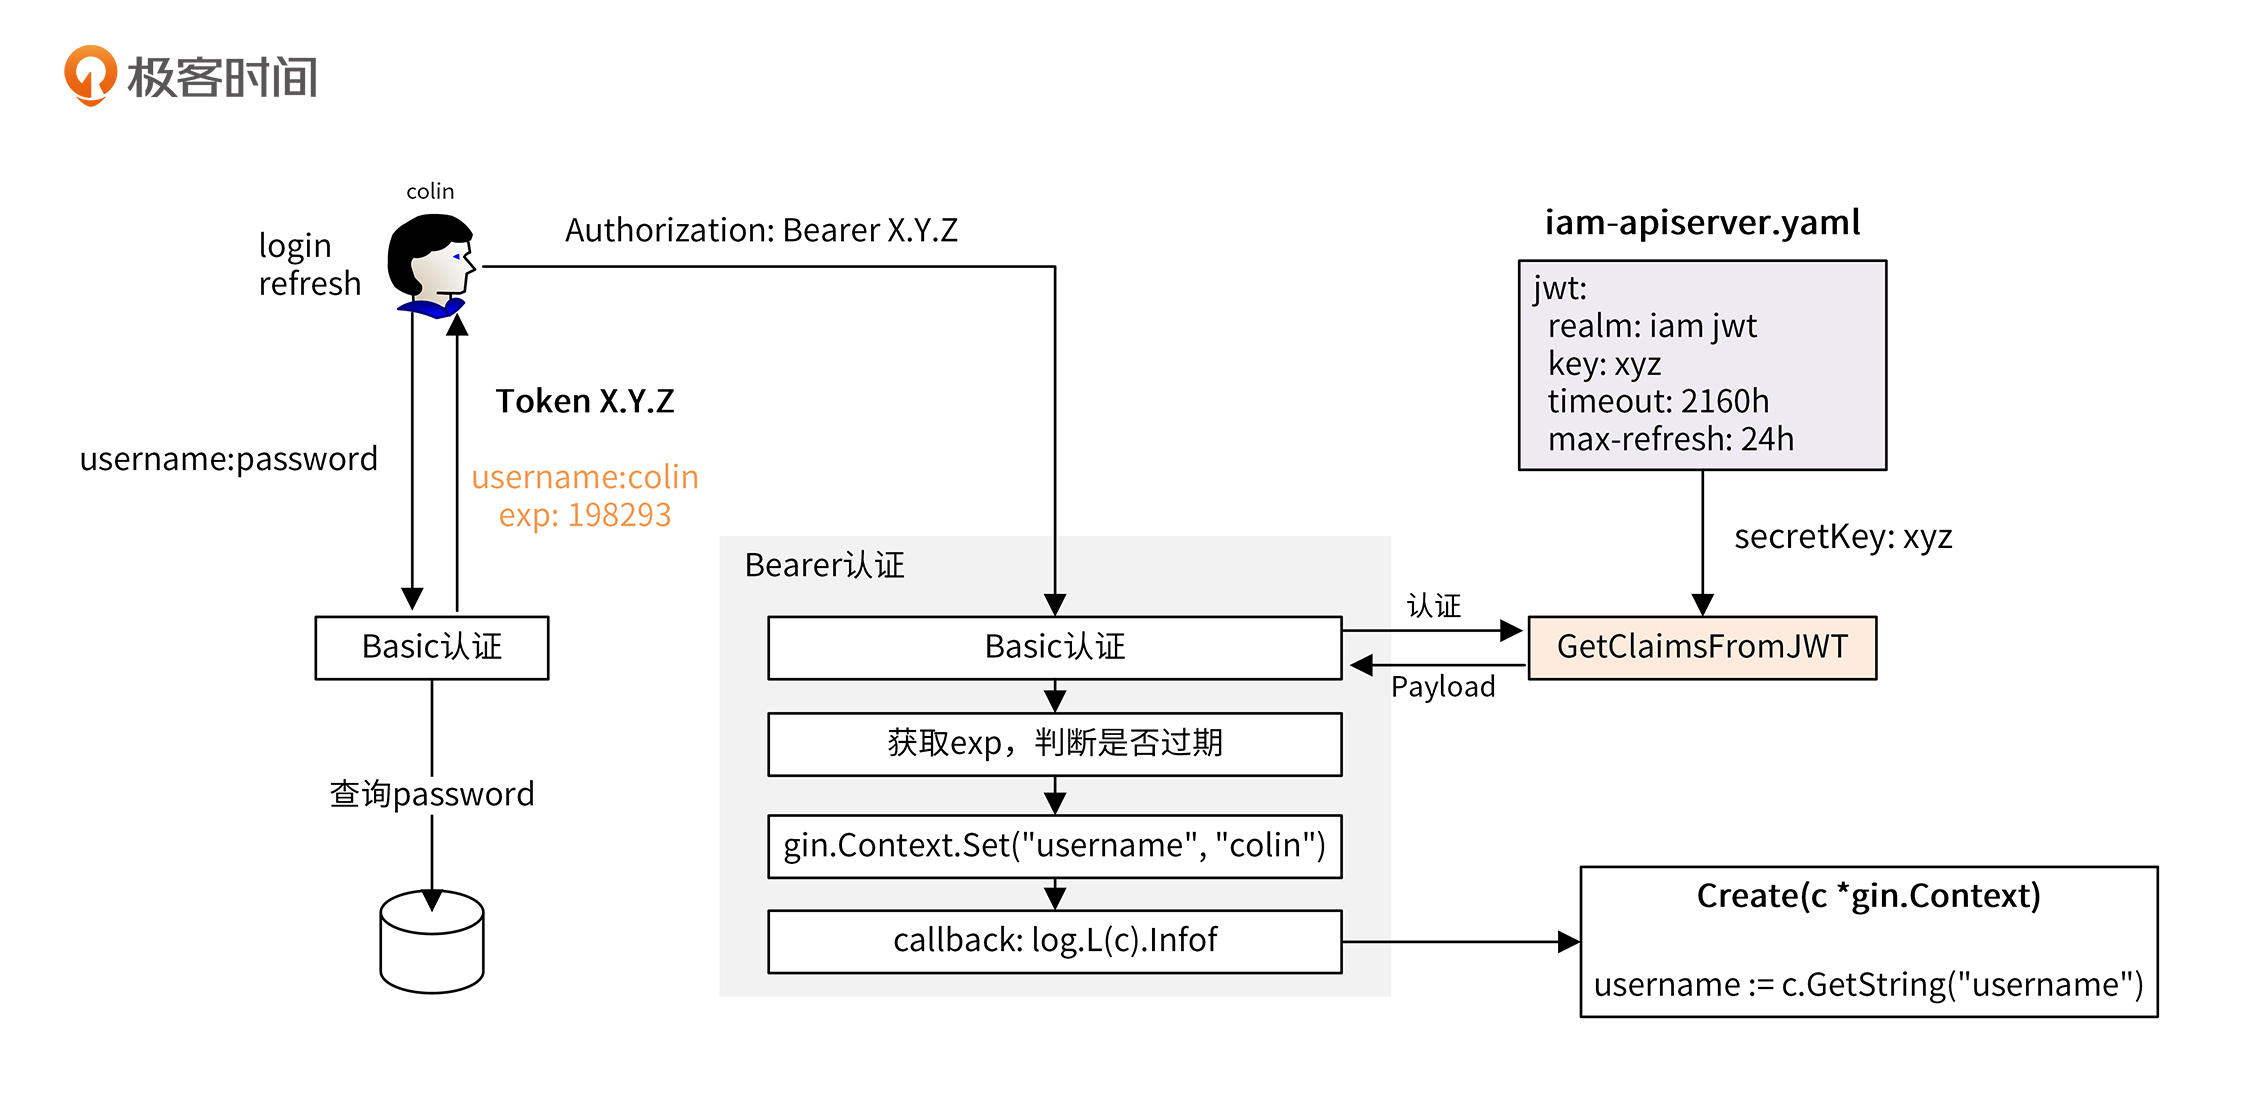 极客时间
colin
login
refresh
Authorization: Bearer X.Y.Z
iam-apiserver.yaml
jwt:
realm: iam jwt
key: xyz
timeout: 2160h
max-refresh: 24h
Token X.Y.Z
username:password
username:colin
exp: 198293
secretKey: xyz
Bearer认证
认证
Basic认证
Basic认证
GetClaimsFromJWT
Payload
获取exp，判断是否过期
查询password
gin.Context.Set("username", "colin")
callback: log.L(c).Infof
Create(c *gin.Context)
username := c.GetString("username")